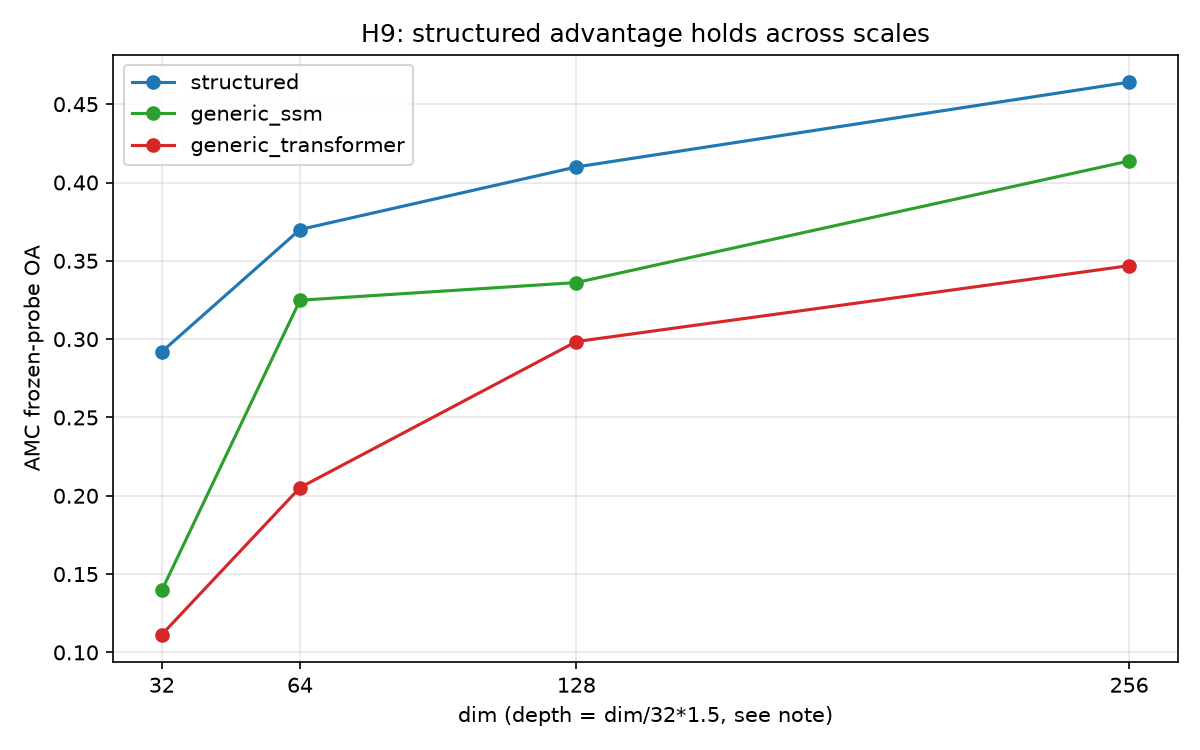 H9: structured advantage holds across scales
structured
generic_ssm
generic_transformer
AMC frozen-probe OA
0.45
0.40
0.35
0.30
0.25
0.20
0.15
0.10
32 64 128 256
dim (depth = dim/32*1.5, see note)